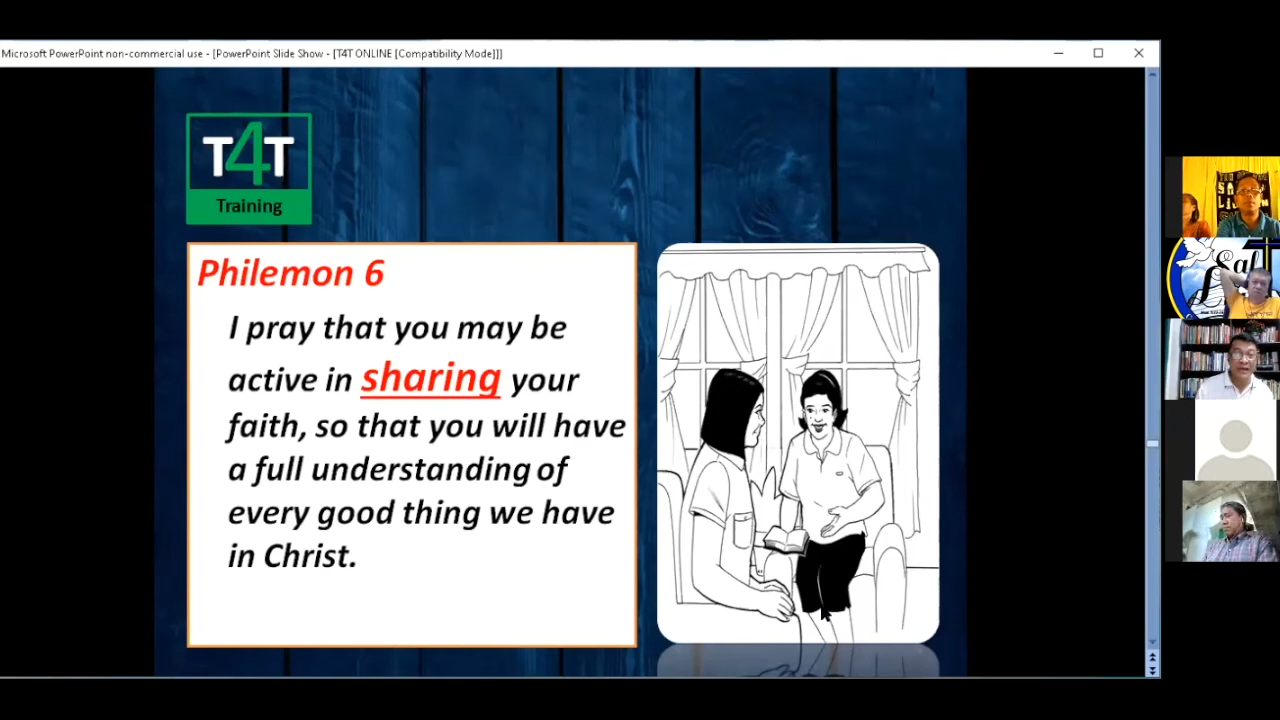 Microsoft PowerPoint non-commercial use - [PowerPoint Slide Show - [T4T ONLINE [Compatibility Mode]]]
T4T
Training
Philemon 6
I pray that you may be
active in sharing your
faith, so that you will have
a full understanding of
every good thing we have
in Christ.